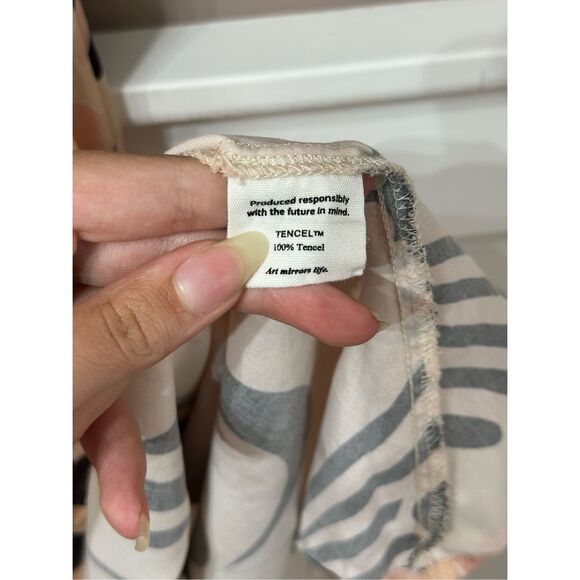 Produced responsibly
with the future in mind.
TENCEL™
100% Tencel
Art mirrors life.